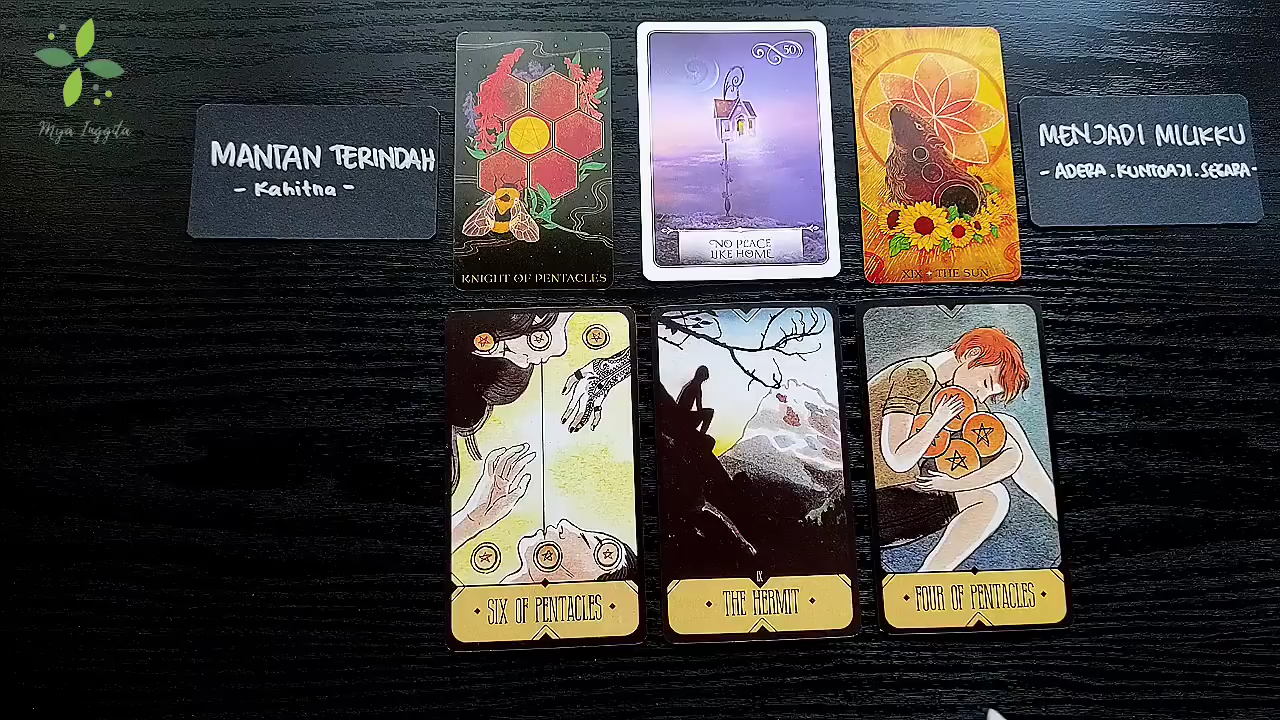 Mya Inggita
MANTAN TERINDAH
- Kahitna -
KNIGHT OF PENTACLES
50
NO PLACE
LIKE HOME
XIX THE SUN
MENJADI MILIKKU
- ADERA . KUNTOAJI . SEGARA -
SIX OF PENTACLES
IX
THE HERMIT
FOUR OF PENTACLES